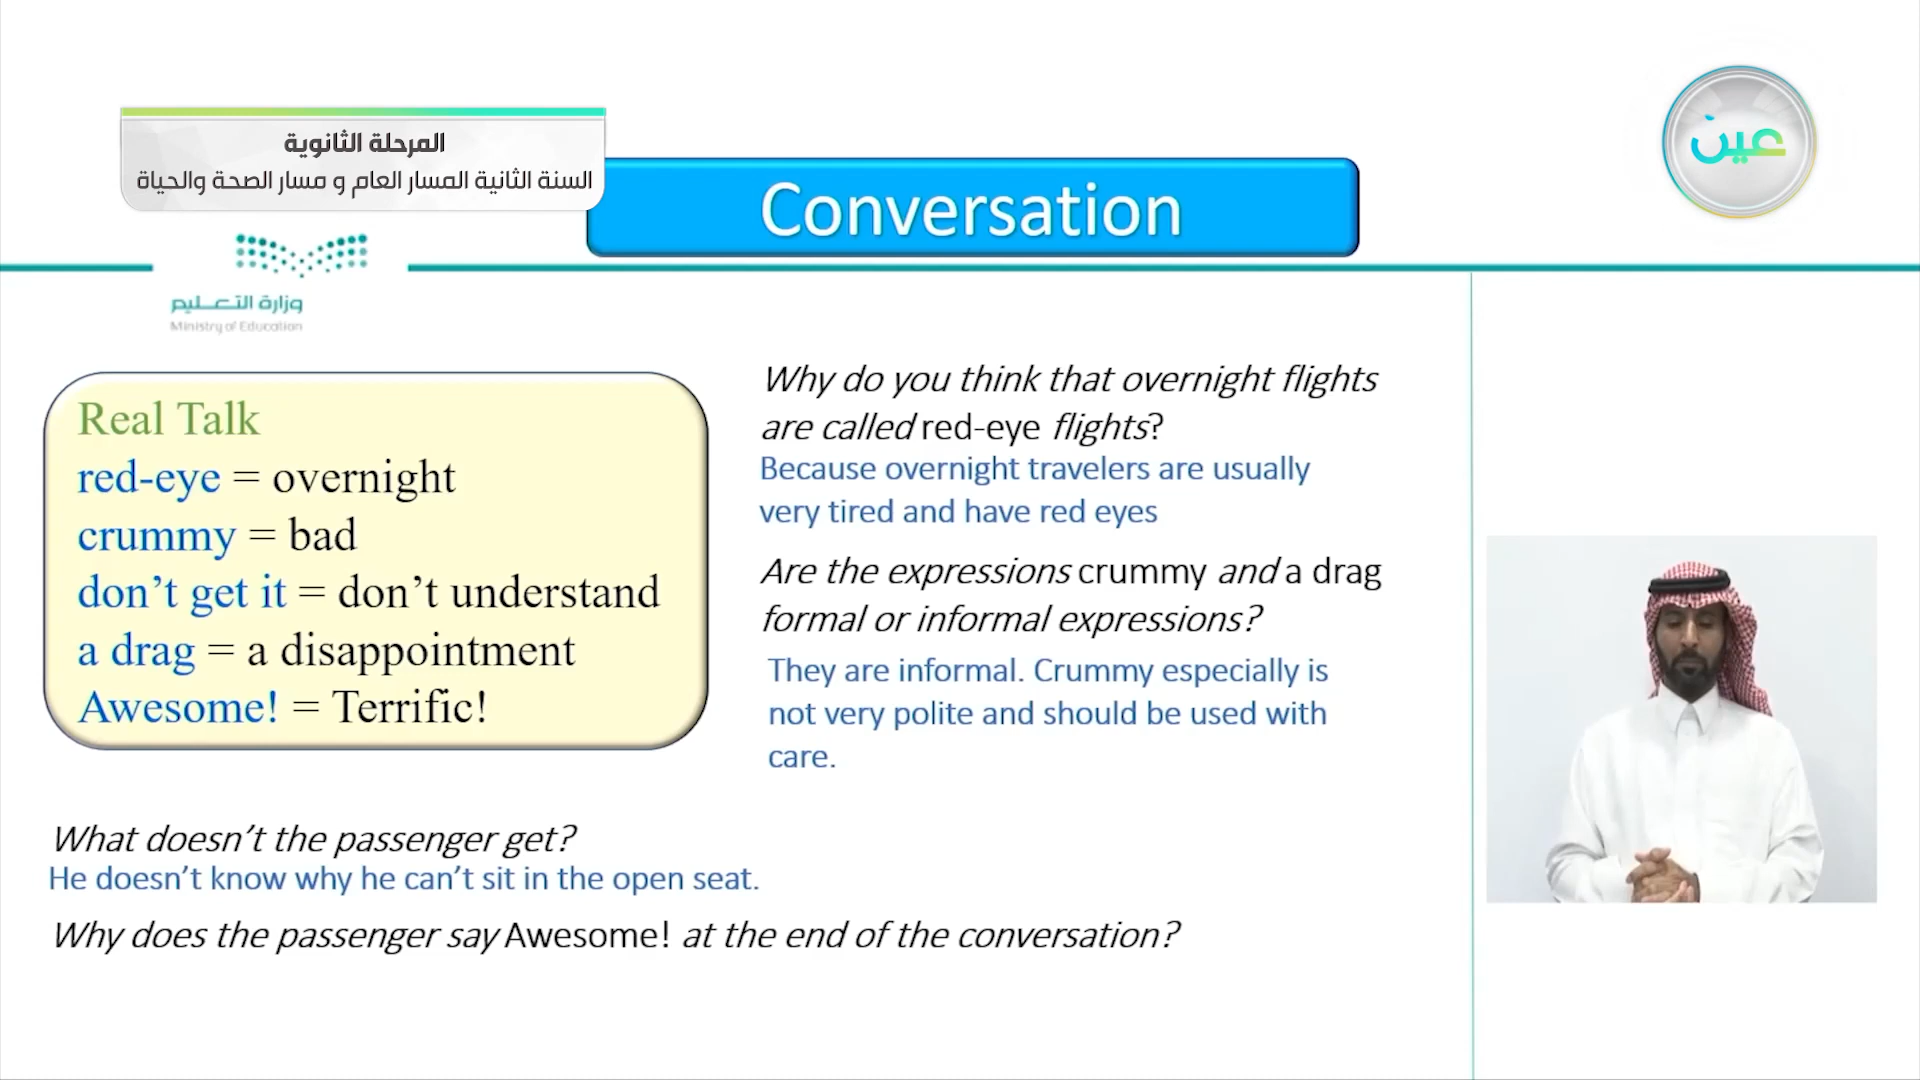 المرحلة الثانوية
السنة الثانية المسار العام و مسار الصحة والحياة
عين
Conversation
وزارة التعليم
Ministry of Education
Real Talk
red-eye = overnight
crummy = bad
don’t get it = don’t understand
a drag = a disappointment
Awesome! = Terrific!
Why do you think that overnight flights
are called red-eye flights?
Because overnight travelers are usually
very tired and have red eyes
Are the expressions crummy and a drag
formal or informal expressions?
They are informal. Crummy especially is
not very polite and should be used with
care.
What doesn’t the passenger get?
He doesn’t know why he can’t sit in the open seat.
Why does the passenger say Awesome! at the end of the conversation?